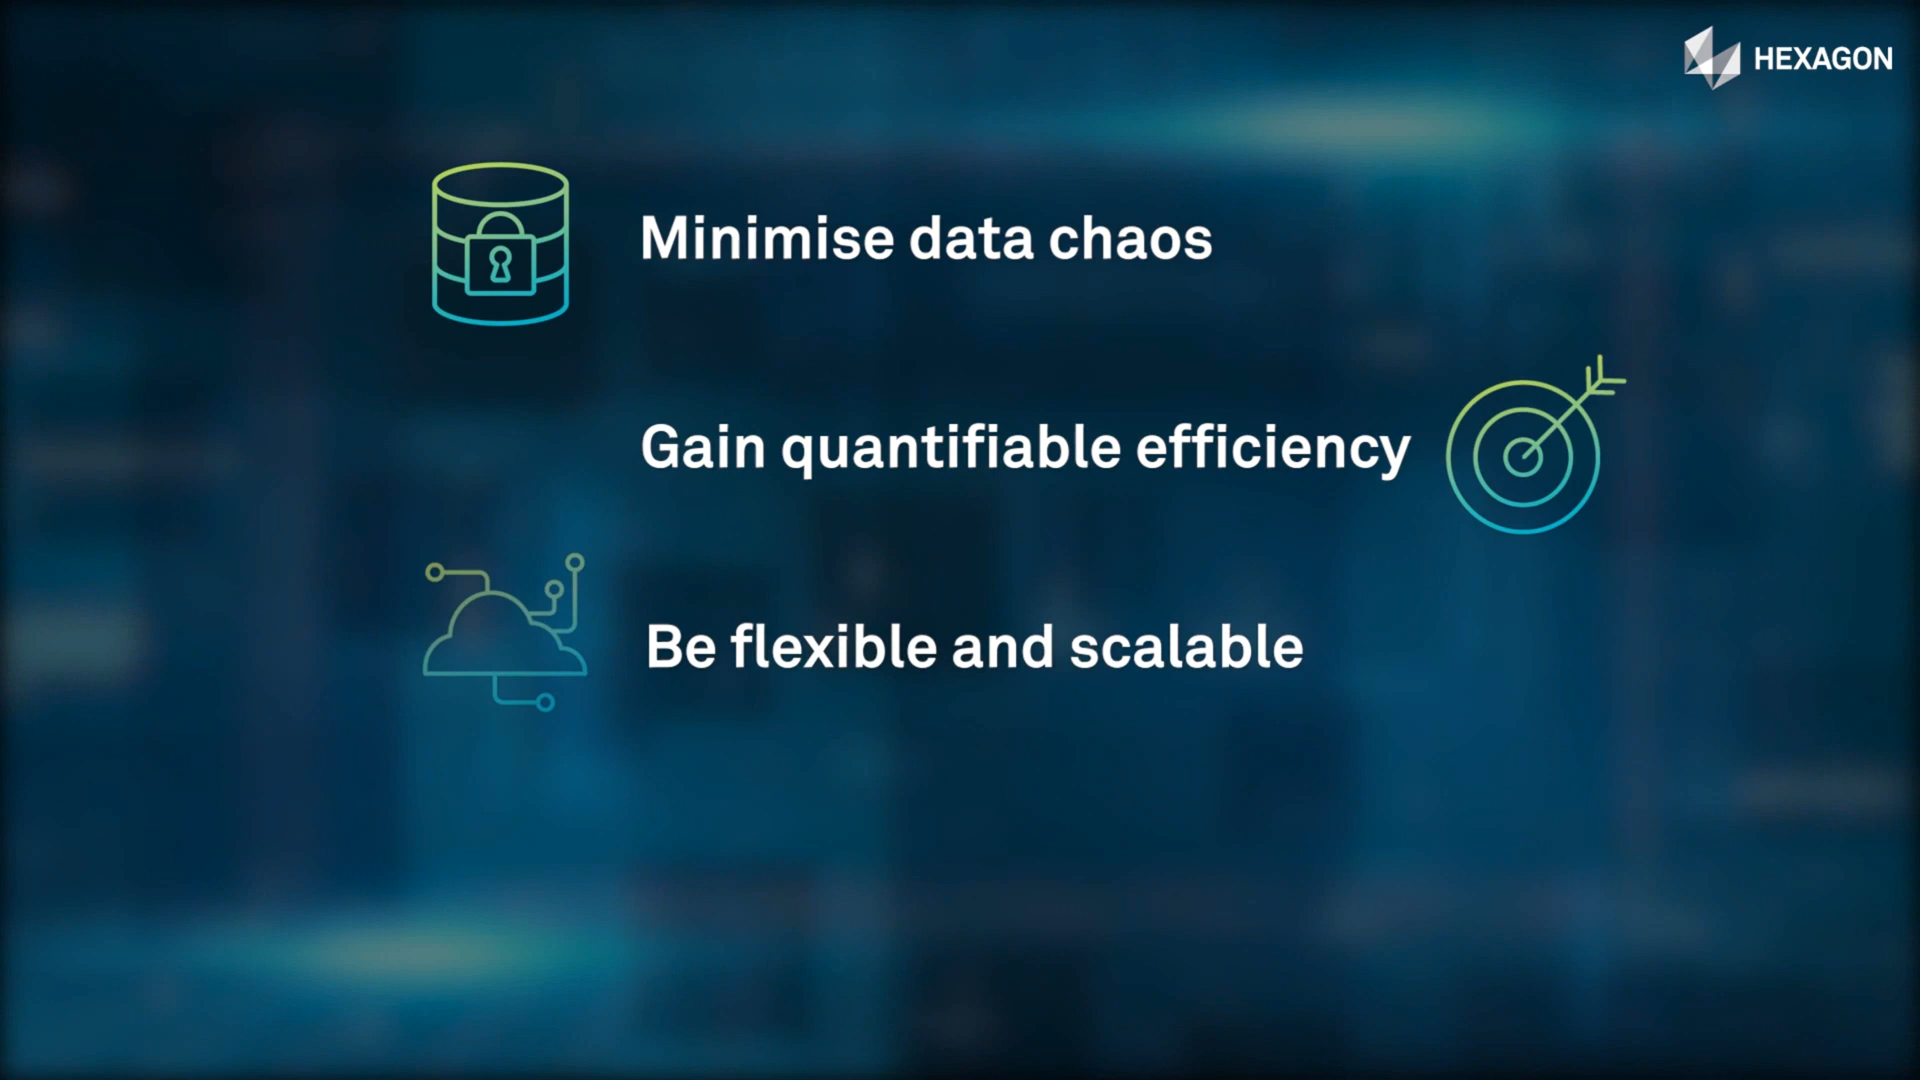 HEXAGON
Minimise data chaos
Gain quantifiable efficiency
Be flexible and scalable